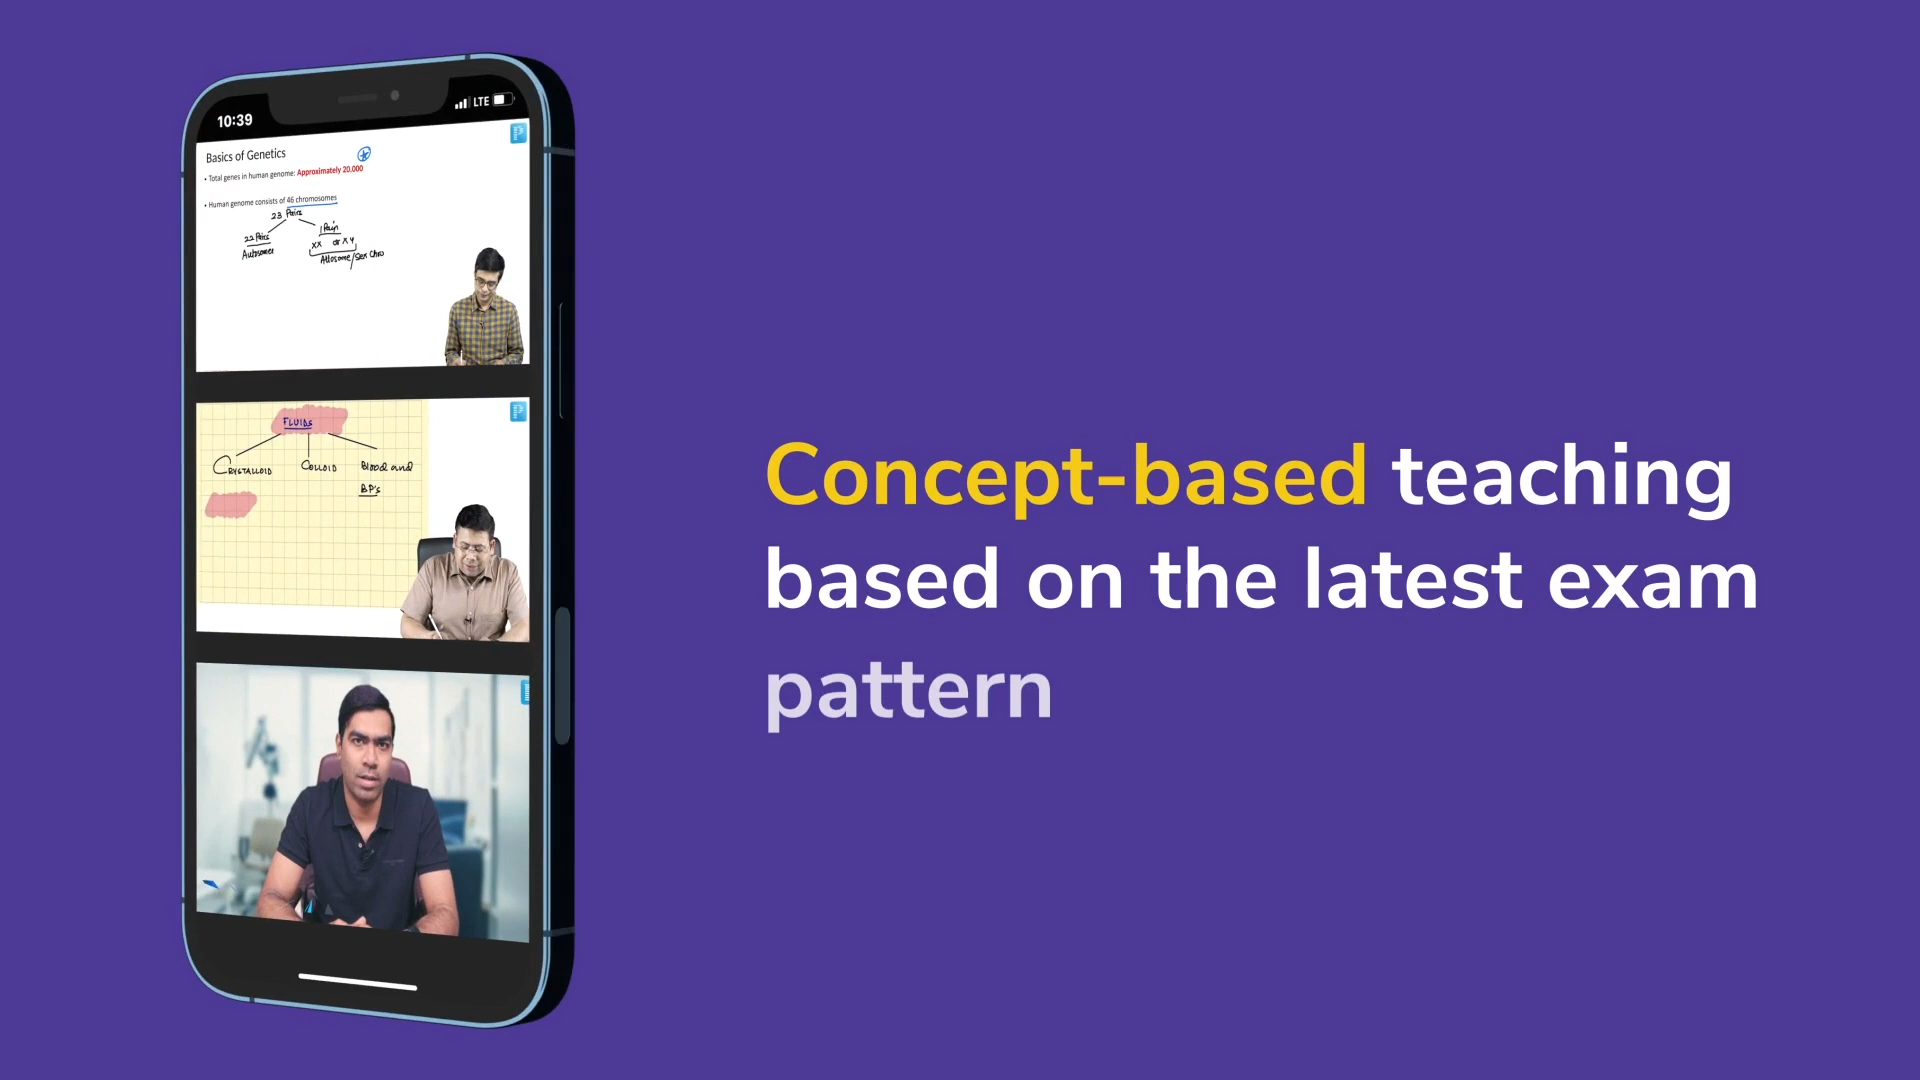 10:39
LTE
Basics of Genetics
• Total genes in human genome: Approximately 20,000
• Human genome consists of 46 chromosomes
23 Pairs
22 Pairs
1 Pair
XX or XY
Autosomes
Allosome/Sex Chro
FLUIDS
CRYSTALLOID COLLOID Blood and
BP's
Concept-based teaching
based on the latest exam
pattern